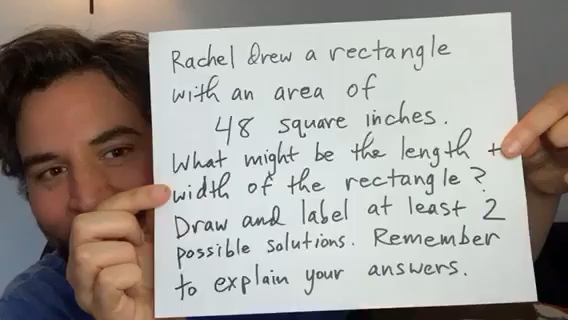 Rachel drew a rectangle
with an area of
48 square inches.
What might be the length +
width of the rectangle?
Draw and label at least 2
possible solutions. Remember
to explain your answers.